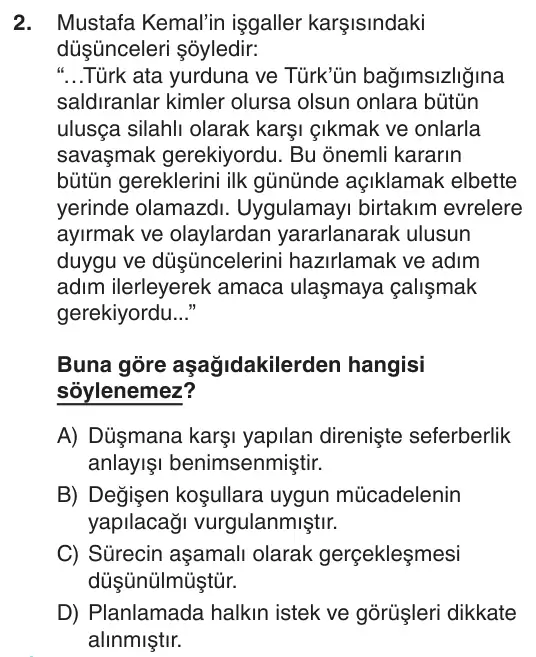 2. Mustafa Kemal’in işgaller karşısındaki
düşünceleri şöyledir:
“…Türk ata yurduna ve Türk’ün bağımsızlığına
saldıranlar kimler olursa olsun onlara bütün
ulusça silahlı olarak karşı çıkmak ve onlarla
savaşmak gerekiyordu. Bu önemli kararın
bütün gereklerini ilk gününde açıklamak elbette
yerinde olamazdı. Uygulamayı birtakım evrelere
ayırmak ve olaylardan yararlanarak ulusun
duygu ve düşüncelerini hazırlamak ve adım
adım ilerleyerek amaca ulaşmaya çalışmak
gerekiyordu...”
Buna göre aşağıdakilerden hangisi
söylenemez?
A) Düşmana karşı yapılan direnişte seferberlik
anlayışı benimsenmiştir.
B) Değişen koşullara uygun mücadelenin
yapılacağı vurgulanmıştır.
C) Sürecin aşamalı olarak gerçekleşmesi
düşünülmüştür.
D) Planlamada halkın istek ve görüşleri dikkate
alınmıştır.